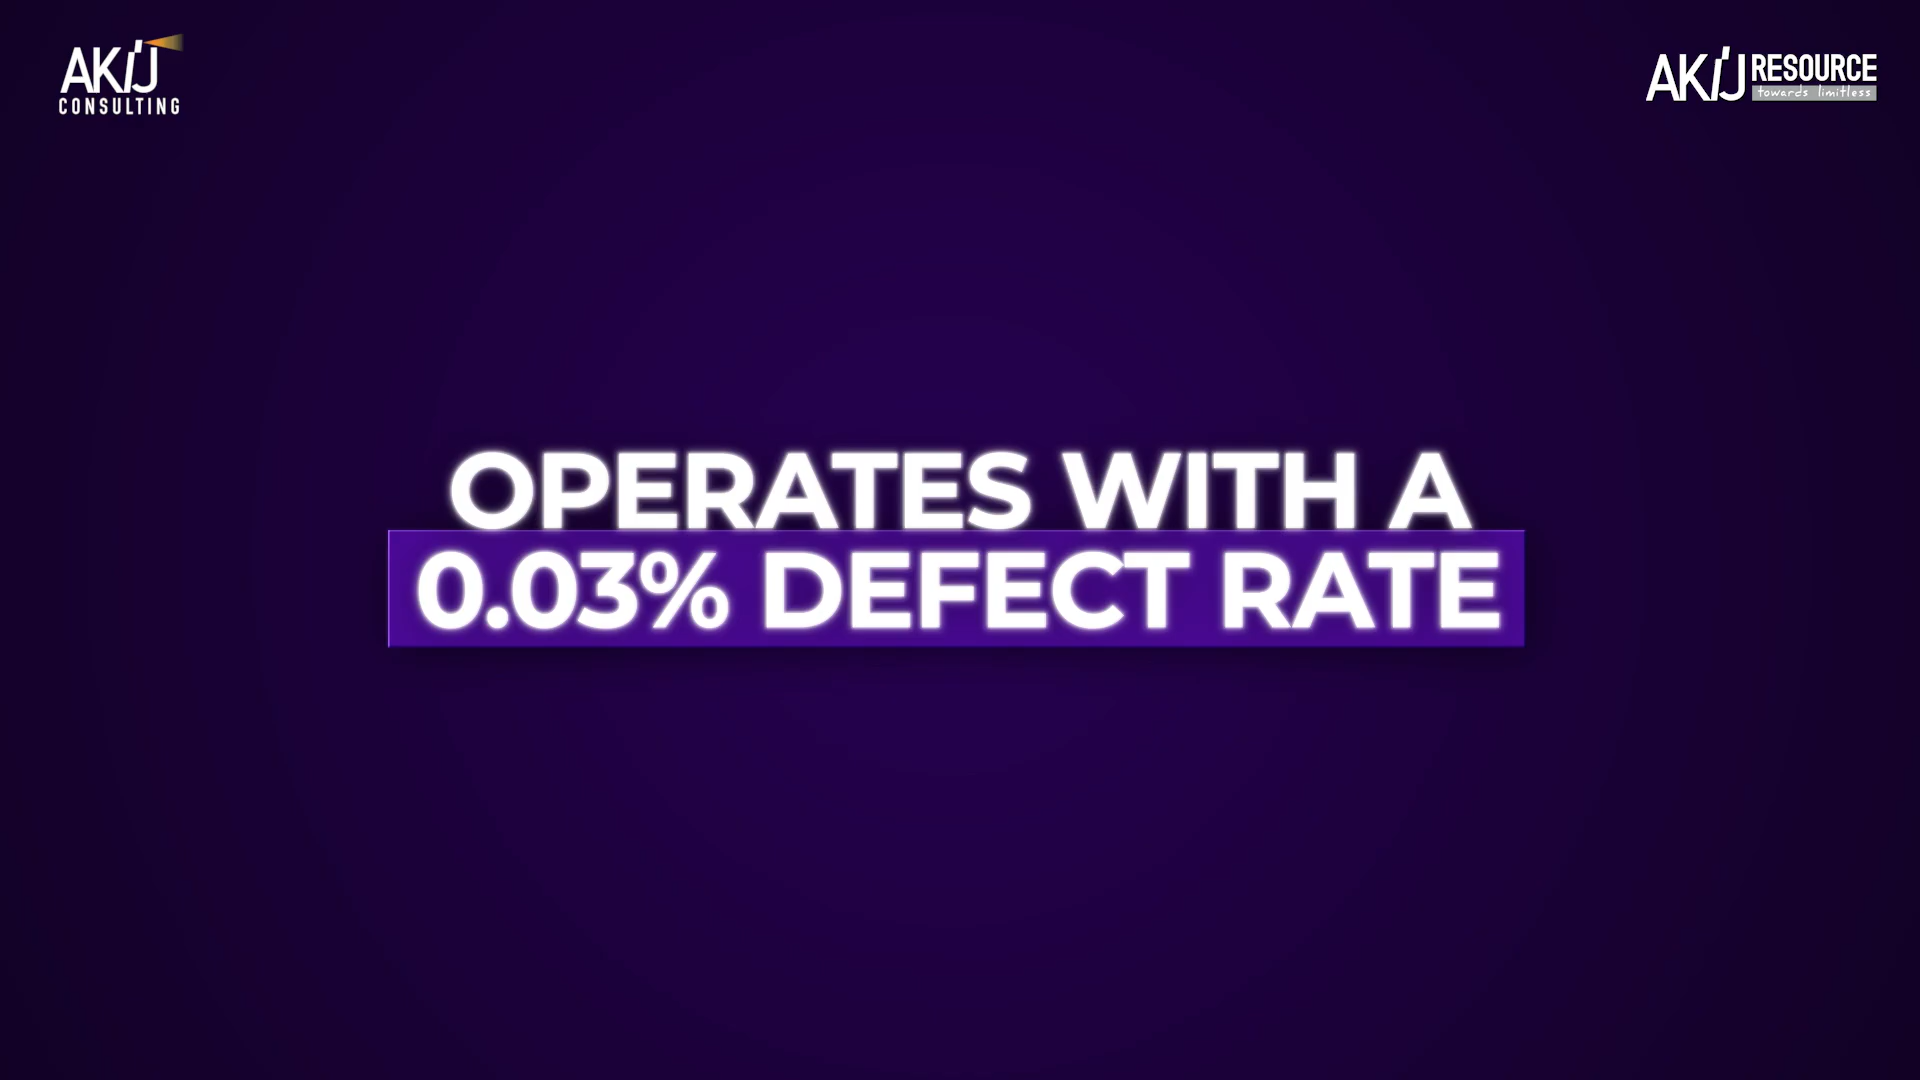 AKIJ
CONSULTING
AKIJ RESOURCE
towards limitless
OPERATES WITH A
0.03% DEFECT RATE